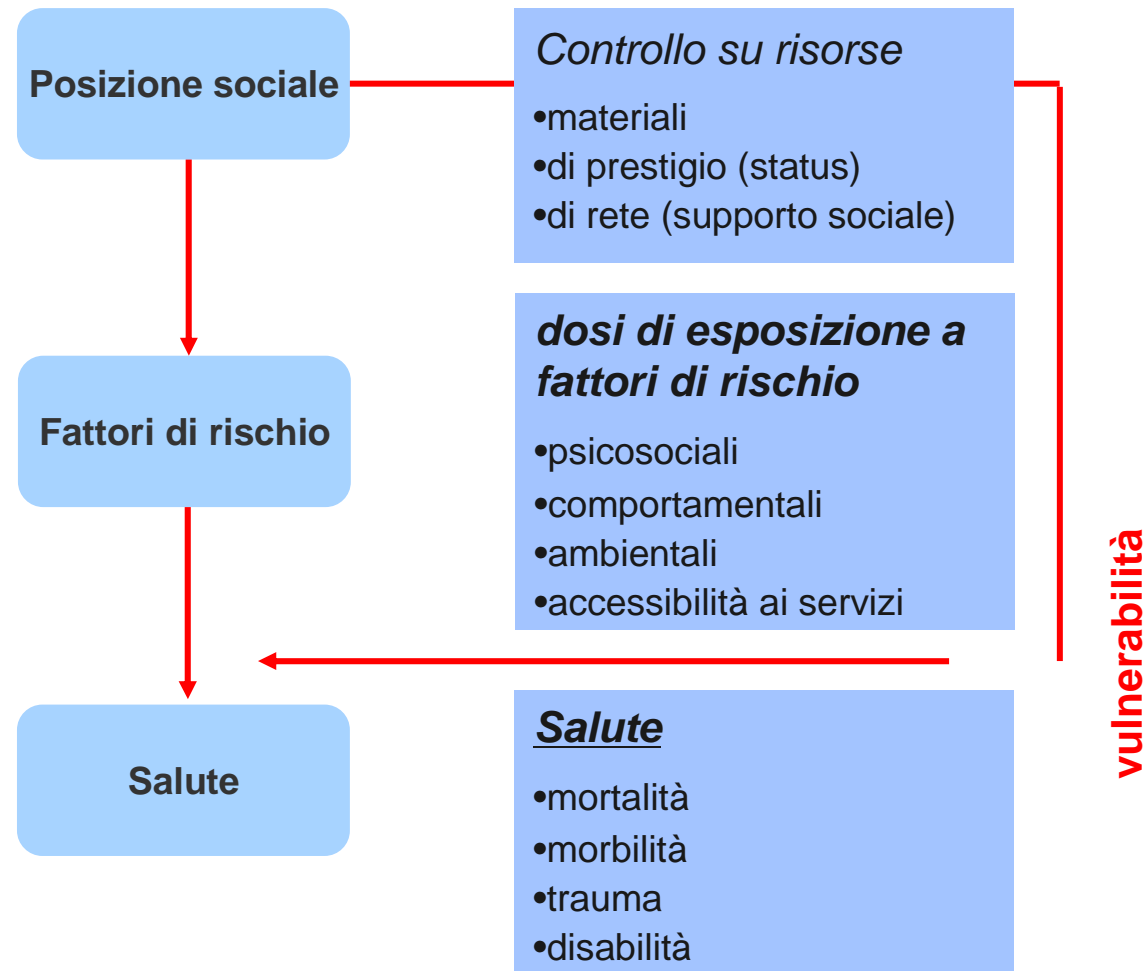 Posizione sociale
Controllo su risorse
•materiali
•di prestigio (status)
•di rete (supporto sociale)
Fattori di rischio
dosi di esposizione a
fattori di rischio
•psicosociali
•comportamentali
•ambientali
•accessibilità ai servizi
vulnerabilità
Salute
Salute
•mortalità
•morbilità
•trauma
•disabilità